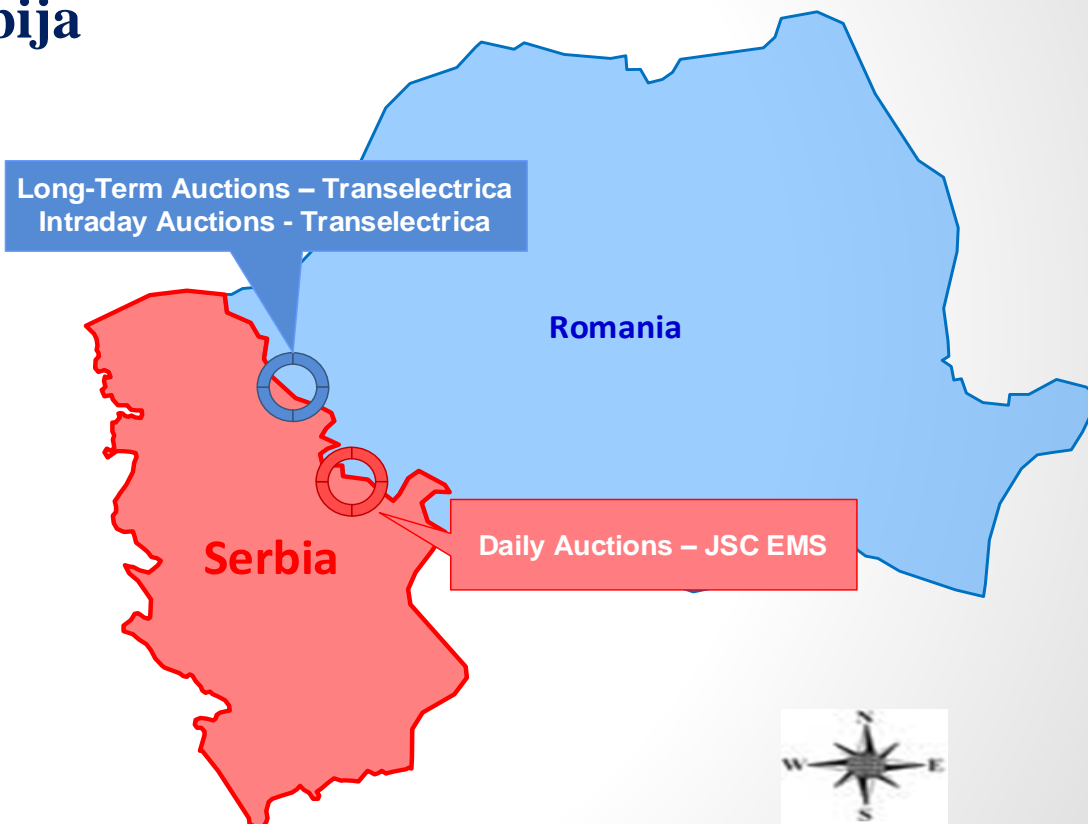 bija
Long-Term Auctions – Transelectrica
Intraday Auctions - Transelectrica
Romania
Serbia
Daily Auctions – JSC EMS
N
W E
S